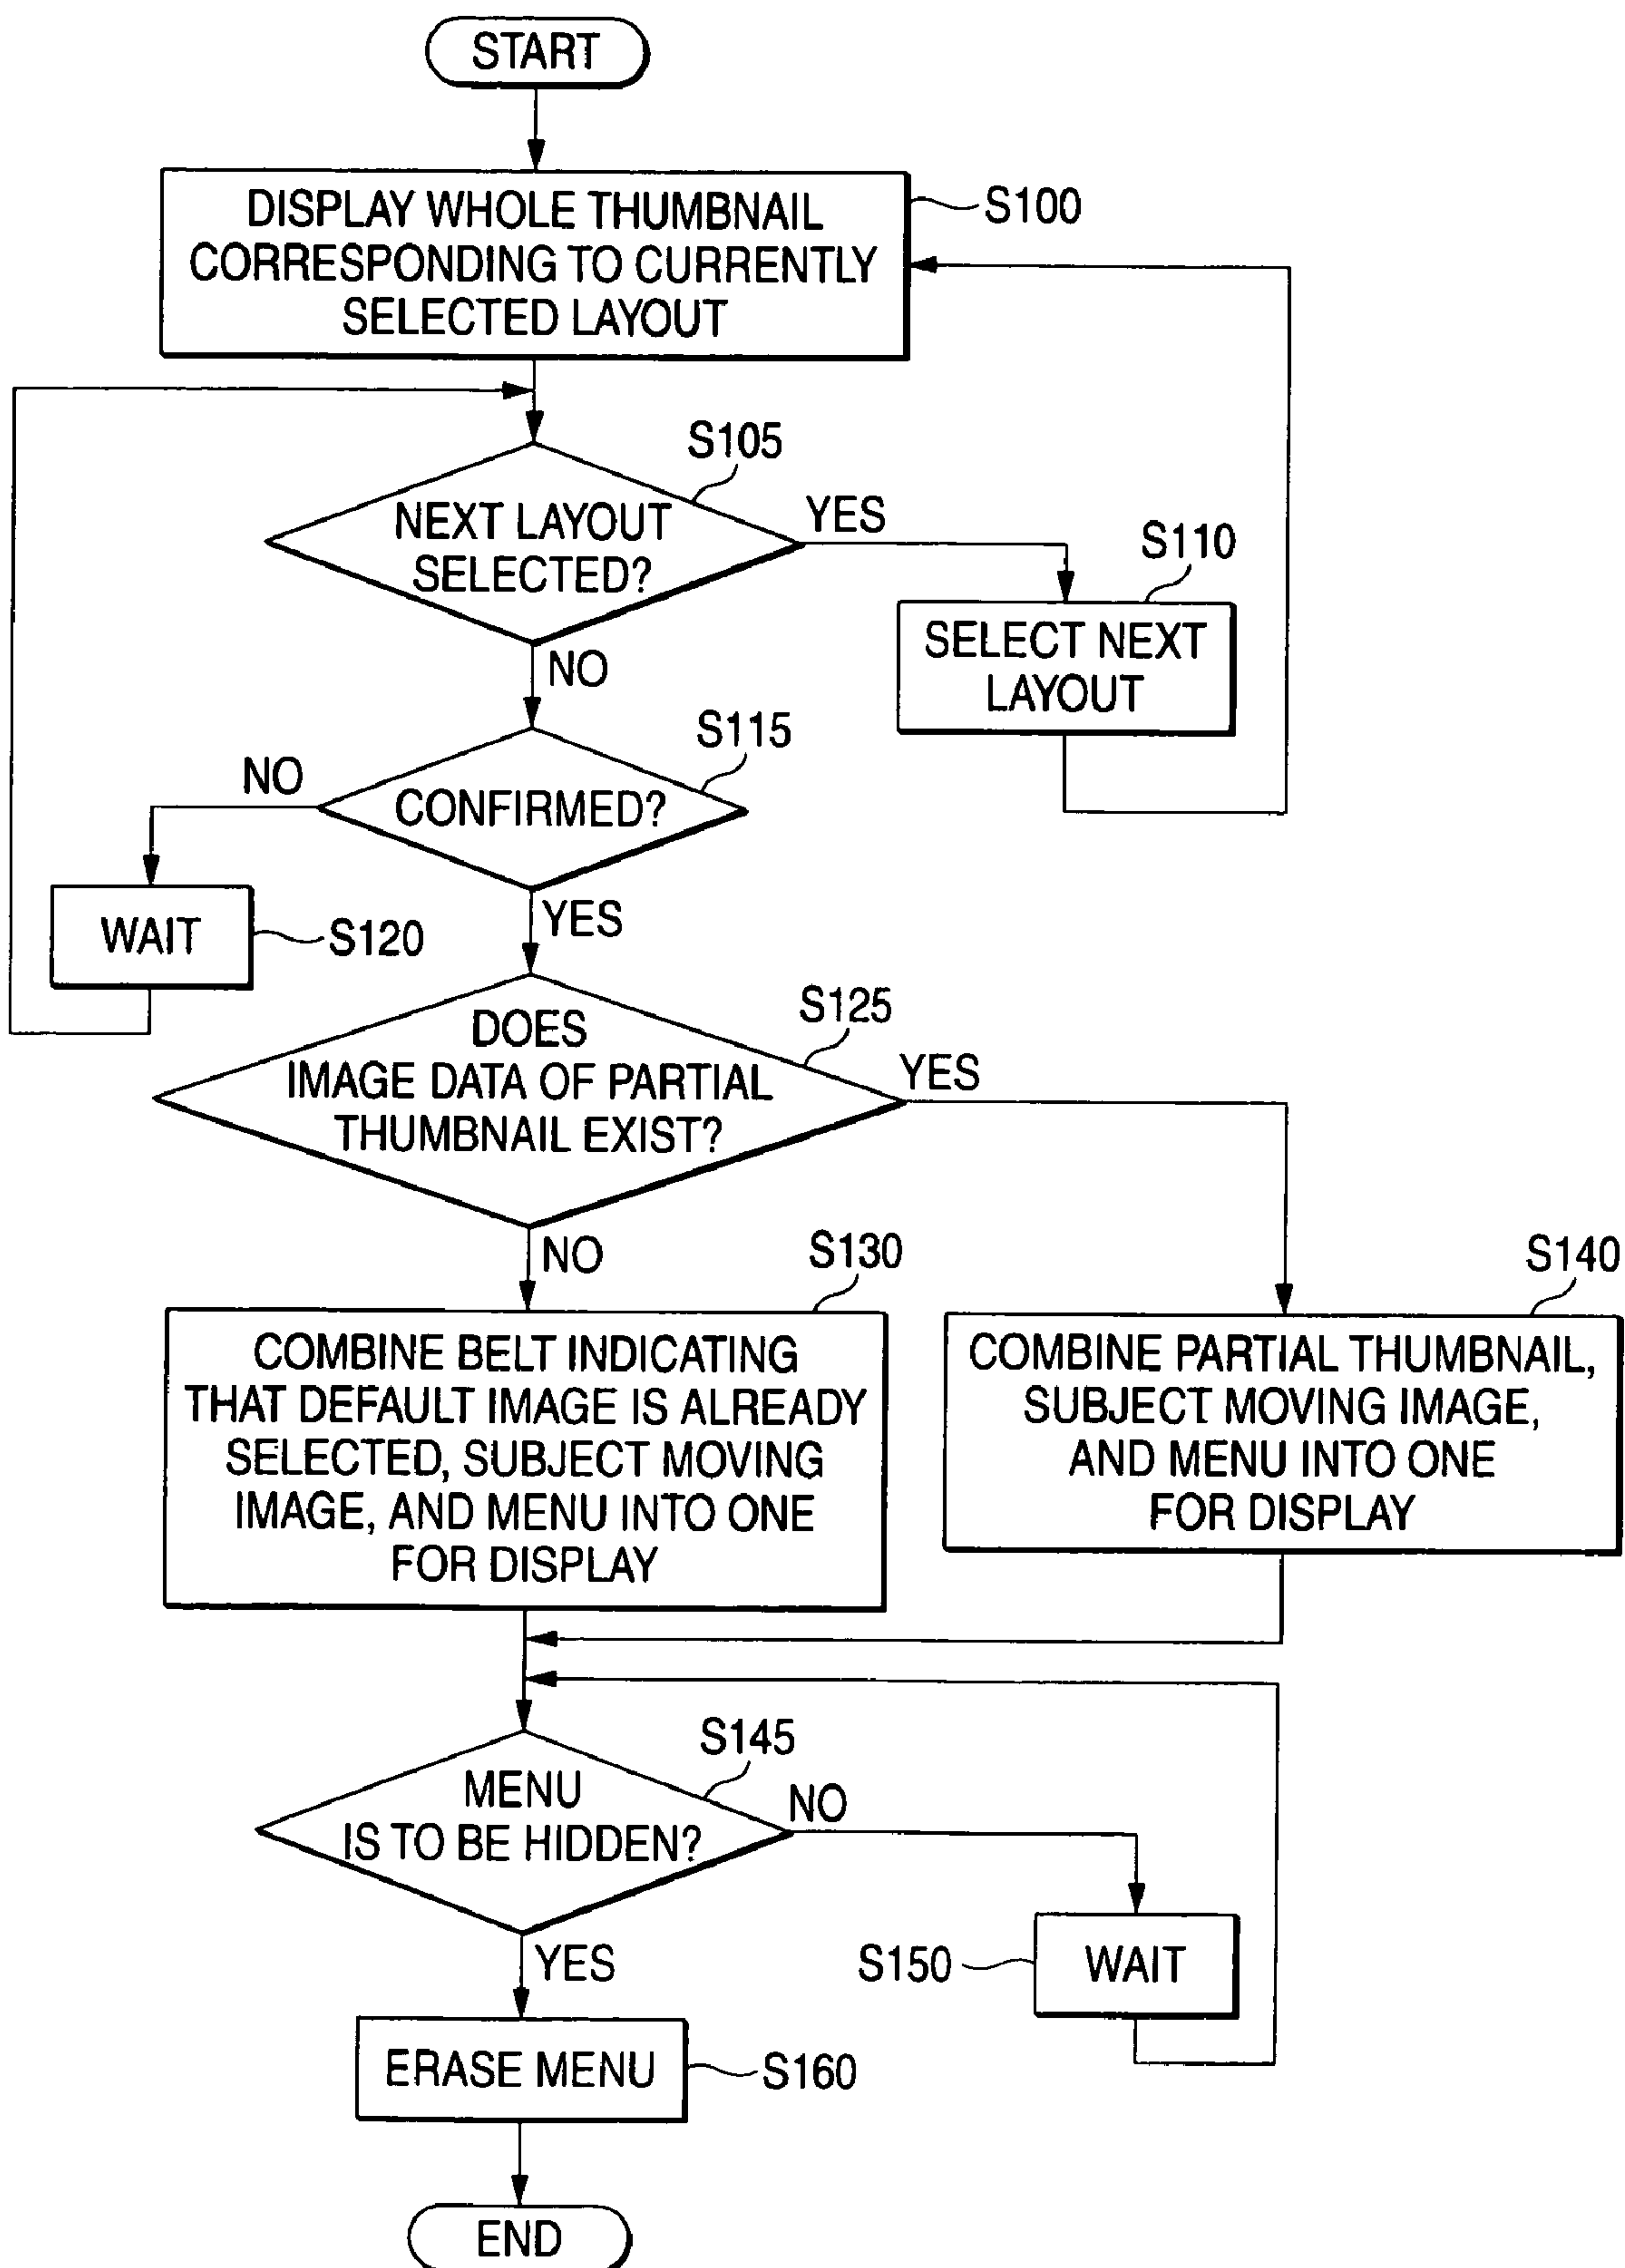 START
DISPLAY WHOLE THUMBNAIL
CORRESPONDING TO CURRENTLY
SELECTED LAYOUT
S100
S105
NEXT LAYOUT
SELECTED?
YES
NO
S110
SELECT NEXT
LAYOUT
S115
CONFIRMED?
NO
YES
WAIT
S120
S125
DOES
IMAGE DATA OF PARTIAL
THUMBNAIL EXIST?
YES
NO
S130
COMBINE BELT INDICATING
THAT DEFAULT IMAGE IS ALREADY
SELECTED, SUBJECT MOVING
IMAGE, AND MENU INTO ONE
FOR DISPLAY
S140
COMBINE PARTIAL THUMBNAIL,
SUBJECT MOVING IMAGE,
AND MENU INTO ONE
FOR DISPLAY
S145
MENU
IS TO BE HIDDEN?
NO
YES
S150
WAIT
ERASE MENU
S160
END